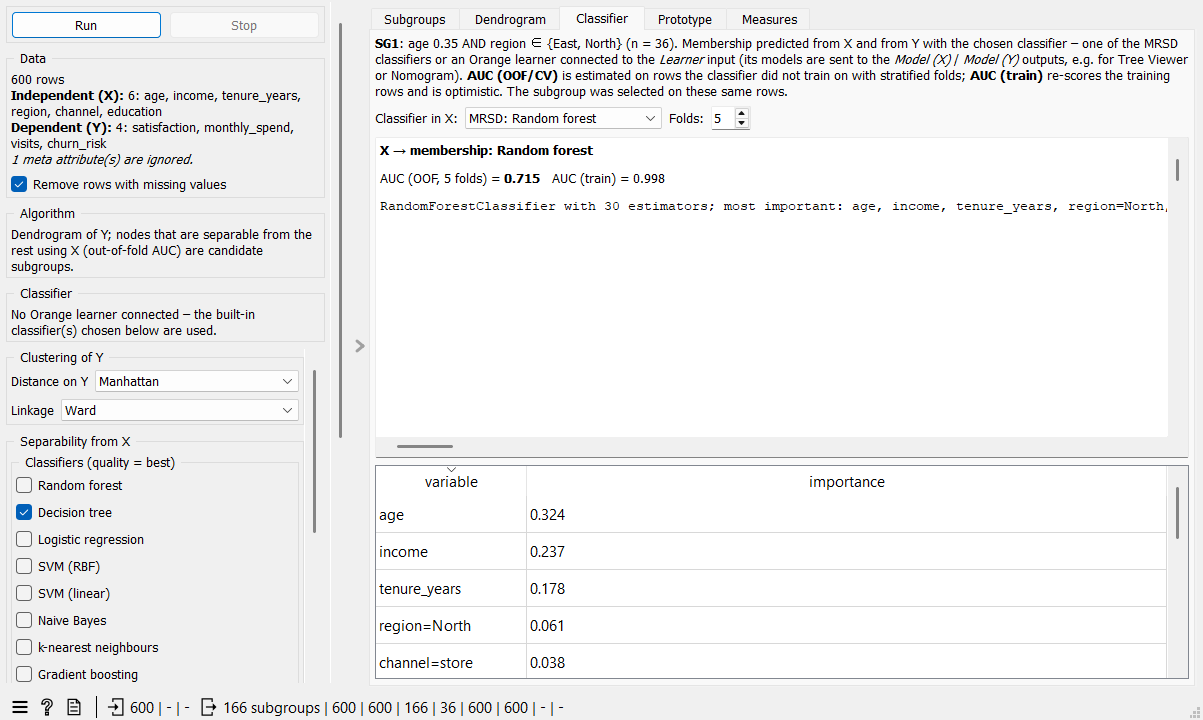 Run
Stop
Data
600 rows
Independent (X): 6: age, income, tenure_years,
region, channel, education
Dependent (Y): 4: satisfaction, monthly_spend,
visits, churn_risk
1 meta attribute(s) are ignored.
Remove rows with missing values
Algorithm
Dendrogram of Y; nodes that are separable from the
rest using X (out-of-fold AUC) are candidate
subgroups.
Classifier
No Orange learner connected – the built-in
classifier(s) chosen below are used.
Clustering of Y
Distance on Y Manhattan
Linkage Ward
Separability from X
Classifiers (quality = best)
Random forest
Decision tree
Logistic regression
SVM (RBF)
SVM (linear)
Naive Bayes
k-nearest neighbours
Gradient boosting
Subgroups Dendrogram Classifier Prototype Measures
SG1: age 0.35 AND region ∈ {East, North} (n = 36). Membership predicted from X and from Y with the chosen classifier – one of the MRSD
classifiers or an Orange learner connected to the Learner input (its models are sent to the Model (X) / Model (Y) outputs, e.g. for Tree Viewer
or Nomogram). AUC (OOF/CV) is estimated on rows the classifier did not train on with stratified folds; AUC (train) re-scores the training
rows and is optimistic. The subgroup was selected on these same rows.
Classifier in X: MRSD: Random forest Folds: 5
X → membership: Random forest
AUC (OOF, 5 folds) = 0.715 AUC (train) = 0.998
RandomForestClassifier with 30 estimators; most important: age, income, tenure_years, region=North,
variable importance
age 0.324
income 0.237
tenure_years 0.178
region=North 0.061
channel=store 0.038
600 | - | - 166 subgroups | 600 | 600 | 166 | 36 | 600 | 600 | - | -